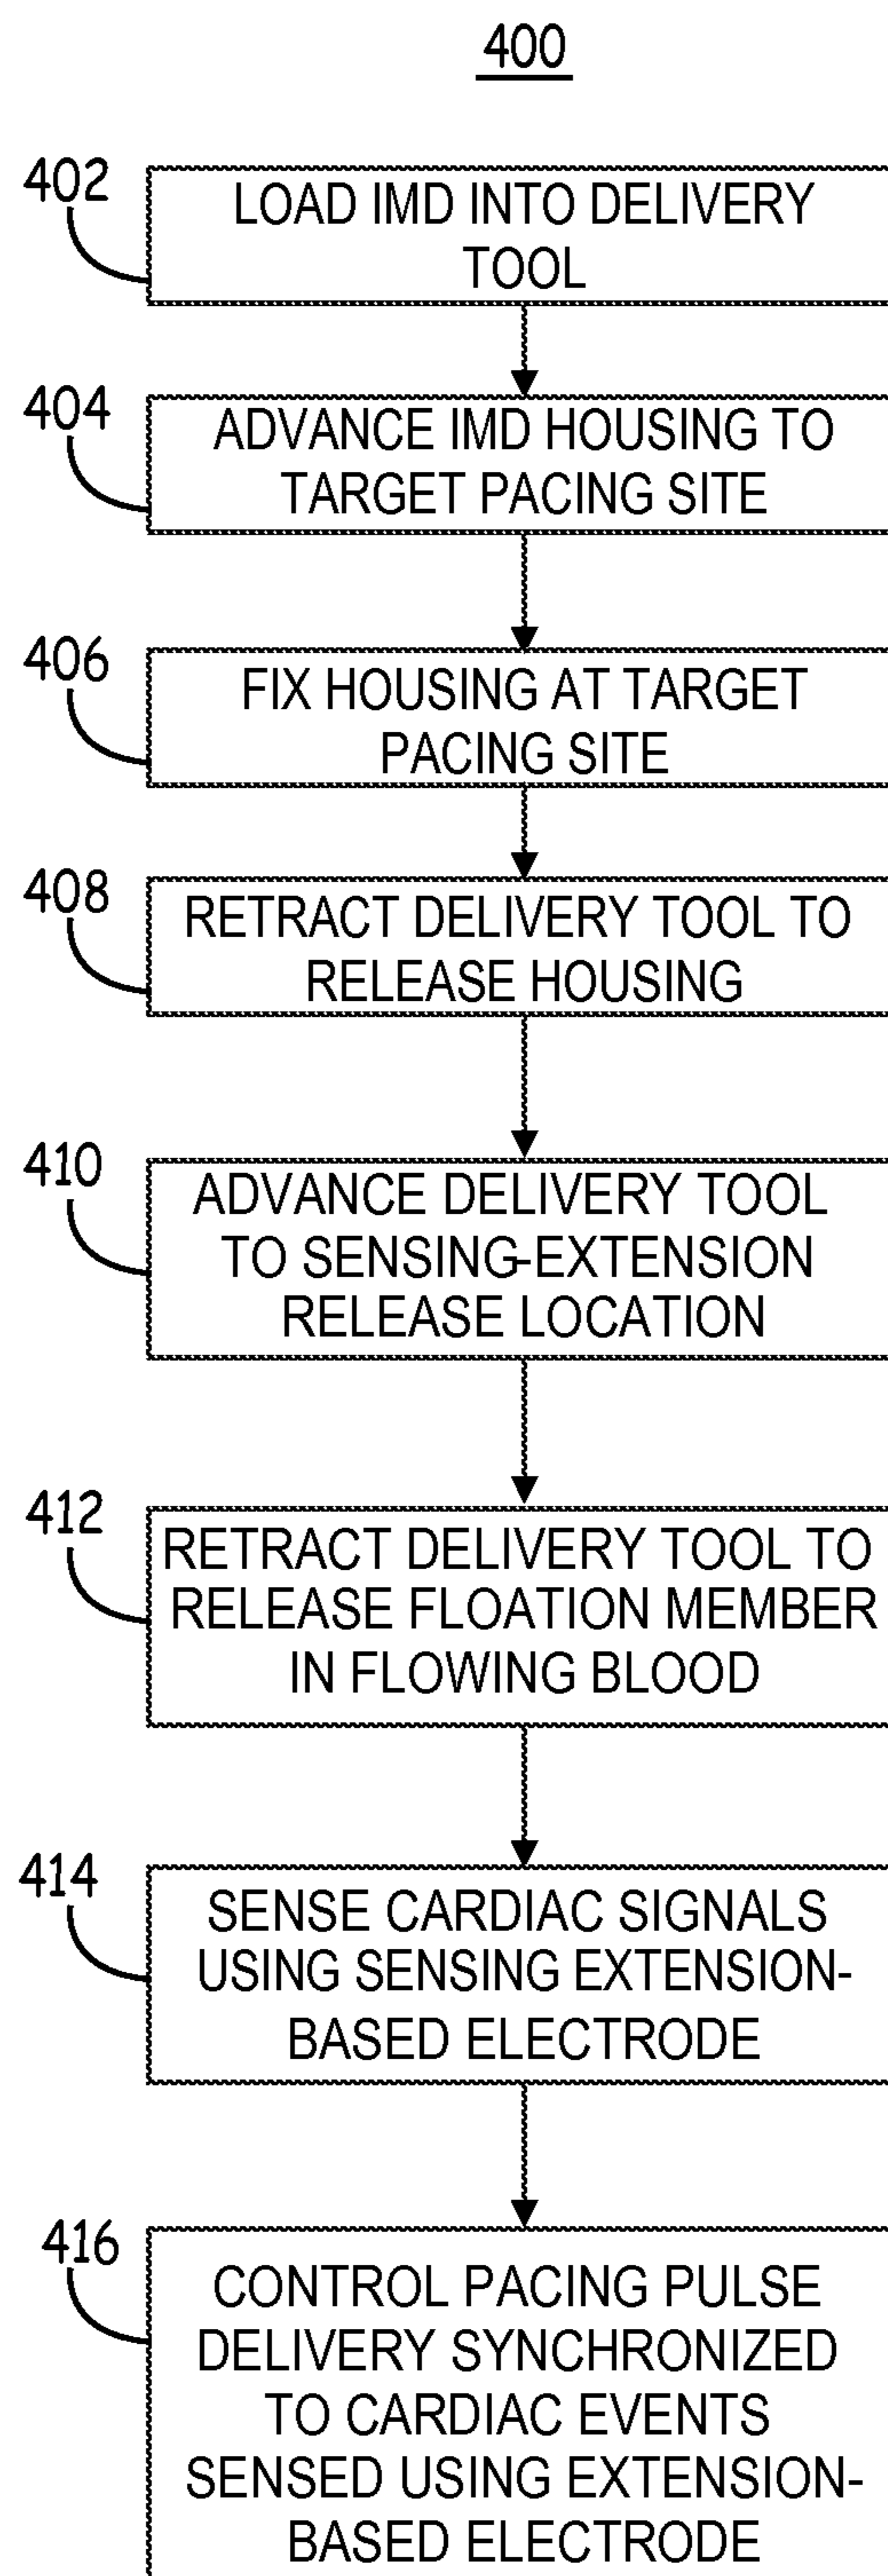 400
402
LOAD IMD INTO DELIVERY
TOOL
404
ADVANCE IMD HOUSING TO
TARGET PACING SITE
406
FIX HOUSING AT TARGET
PACING SITE
408
RETRACT DELIVERY TOOL TO
RELEASE HOUSING
410
ADVANCE DELIVERY TOOL
TO SENSING-EXTENSION
RELEASE LOCATION
412
RETRACT DELIVERY TOOL TO
RELEASE FLOATION MEMBER
IN FLOWING BLOOD
414
SENSE CARDIAC SIGNALS
USING SENSING EXTENSION-
BASED ELECTRODE
416
CONTROL PACING PULSE
DELIVERY SYNCHRONIZED
TO CARDIAC EVENTS
SENSED USING EXTENSION-
BASED ELECTRODE